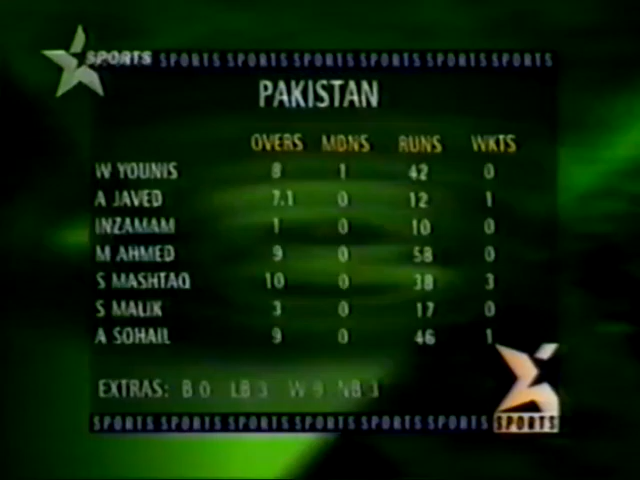 SPORTS SPORTS SPORTS SPORTS SPORTS SPORTS SPORTS
PAKISTAN
OVERS MDNS RUNS WKTS
W YOUNIS 8 1 42 0
A JAVED 7.1 0 12 1
INZAMAM 1 0 10 0
M AHMED 9 0 58 0
S MASHTAQ 10 0 38 3
S MALIK 3 0 17 0
A SOHAIL 9 0 46 1
EXTRAS: B 0 LB 3 W 9 NB 3
SPORTS SPORTS SPORTS SPORTS SPORTS SPORTS SPORTS